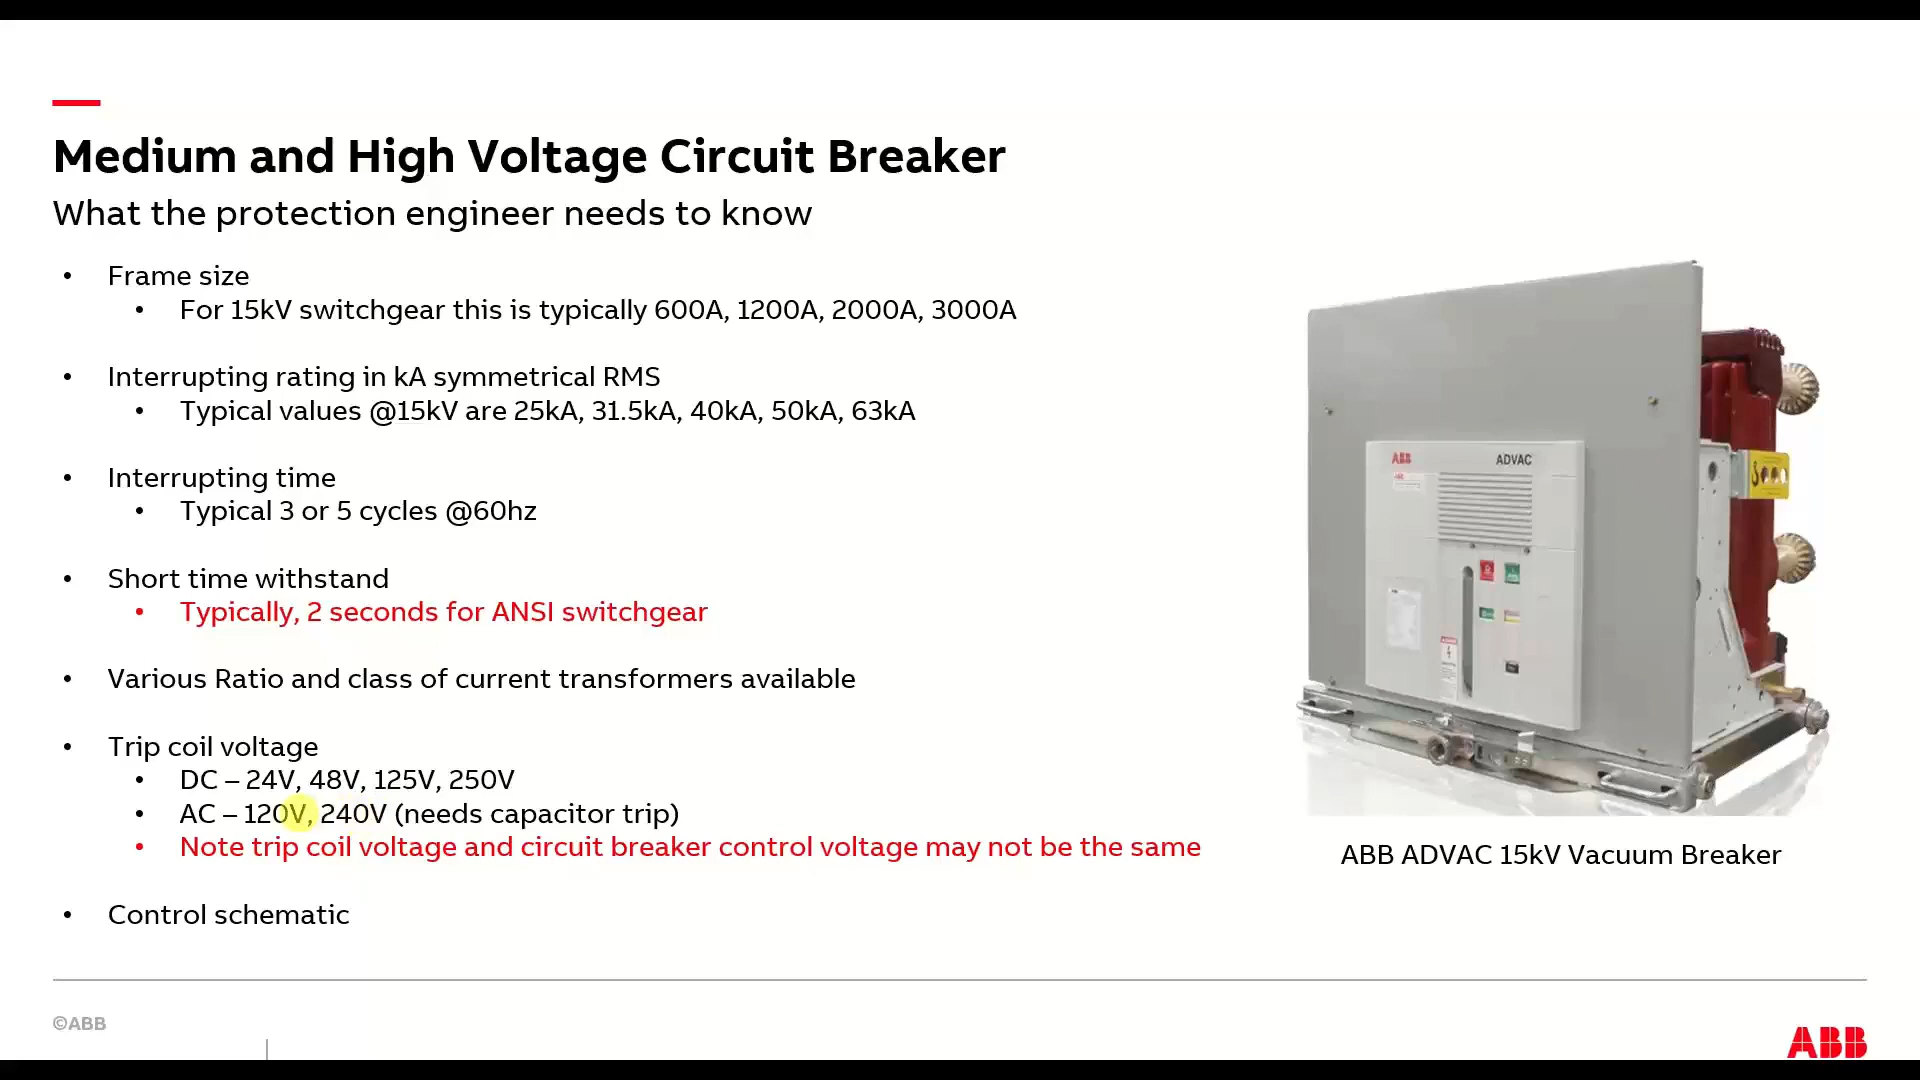 Medium and High Voltage Circuit Breaker
What the protection engineer needs to know
• Frame size
• For 15kV switchgear this is typically 600A, 1200A, 2000A, 3000A
• Interrupting rating in kA symmetrical RMS
• Typical values @15kV are 25kA, 31.5kA, 40kA, 50kA, 63kA
• Interrupting time
• Typical 3 or 5 cycles @60hz
• Short time withstand
• Typically, 2 seconds for ANSI switchgear
• Various Ratio and class of current transformers available
• Trip coil voltage
• DC – 24V, 48V, 125V, 250V
• AC – 120V, 240V (needs capacitor trip)
• Note trip coil voltage and circuit breaker control voltage may not be the same
• Control schematic
ABB ADVAC
ABB ADVAC 15kV Vacuum Breaker
©ABB
ABB